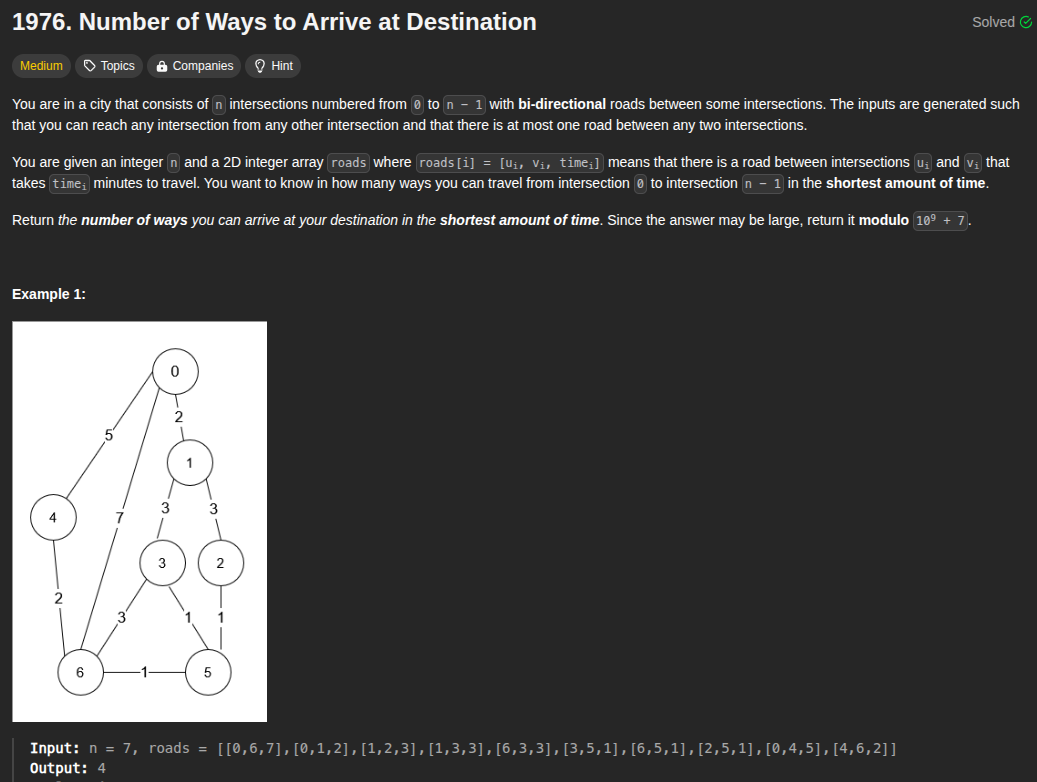 1976. Number of Ways to Arrive at Destination
Solved
Medium Topics Companies Hint
You are in a city that consists of n intersections numbered from 0 to n - 1 with bi-directional roads between some intersections. The inputs are generated such
that you can reach any intersection from any other intersection and that there is at most one road between any two intersections.
You are given an integer n and a 2D integer array roads where roads[i] = [uᵢ, vᵢ, timeᵢ] means that there is a road between intersections uᵢ and vᵢ that
takes timeᵢ minutes to travel. You want to know in how many ways you can travel from intersection 0 to intersection n - 1 in the shortest amount of time.
Return the number of ways you can arrive at your destination in the shortest amount of time. Since the answer may be large, return it modulo 10⁹ + 7.
Example 1:
0
2
5
1
3 3
4 7
3 2
2
3 1 1
6 1 5
Input: n = 7, roads = [[0,6,7],[0,1,2],[1,2,3],[1,3,3],[6,3,3],[3,5,1],[6,5,1],[2,5,1],[0,4,5],[4,6,2]]
Output: 4